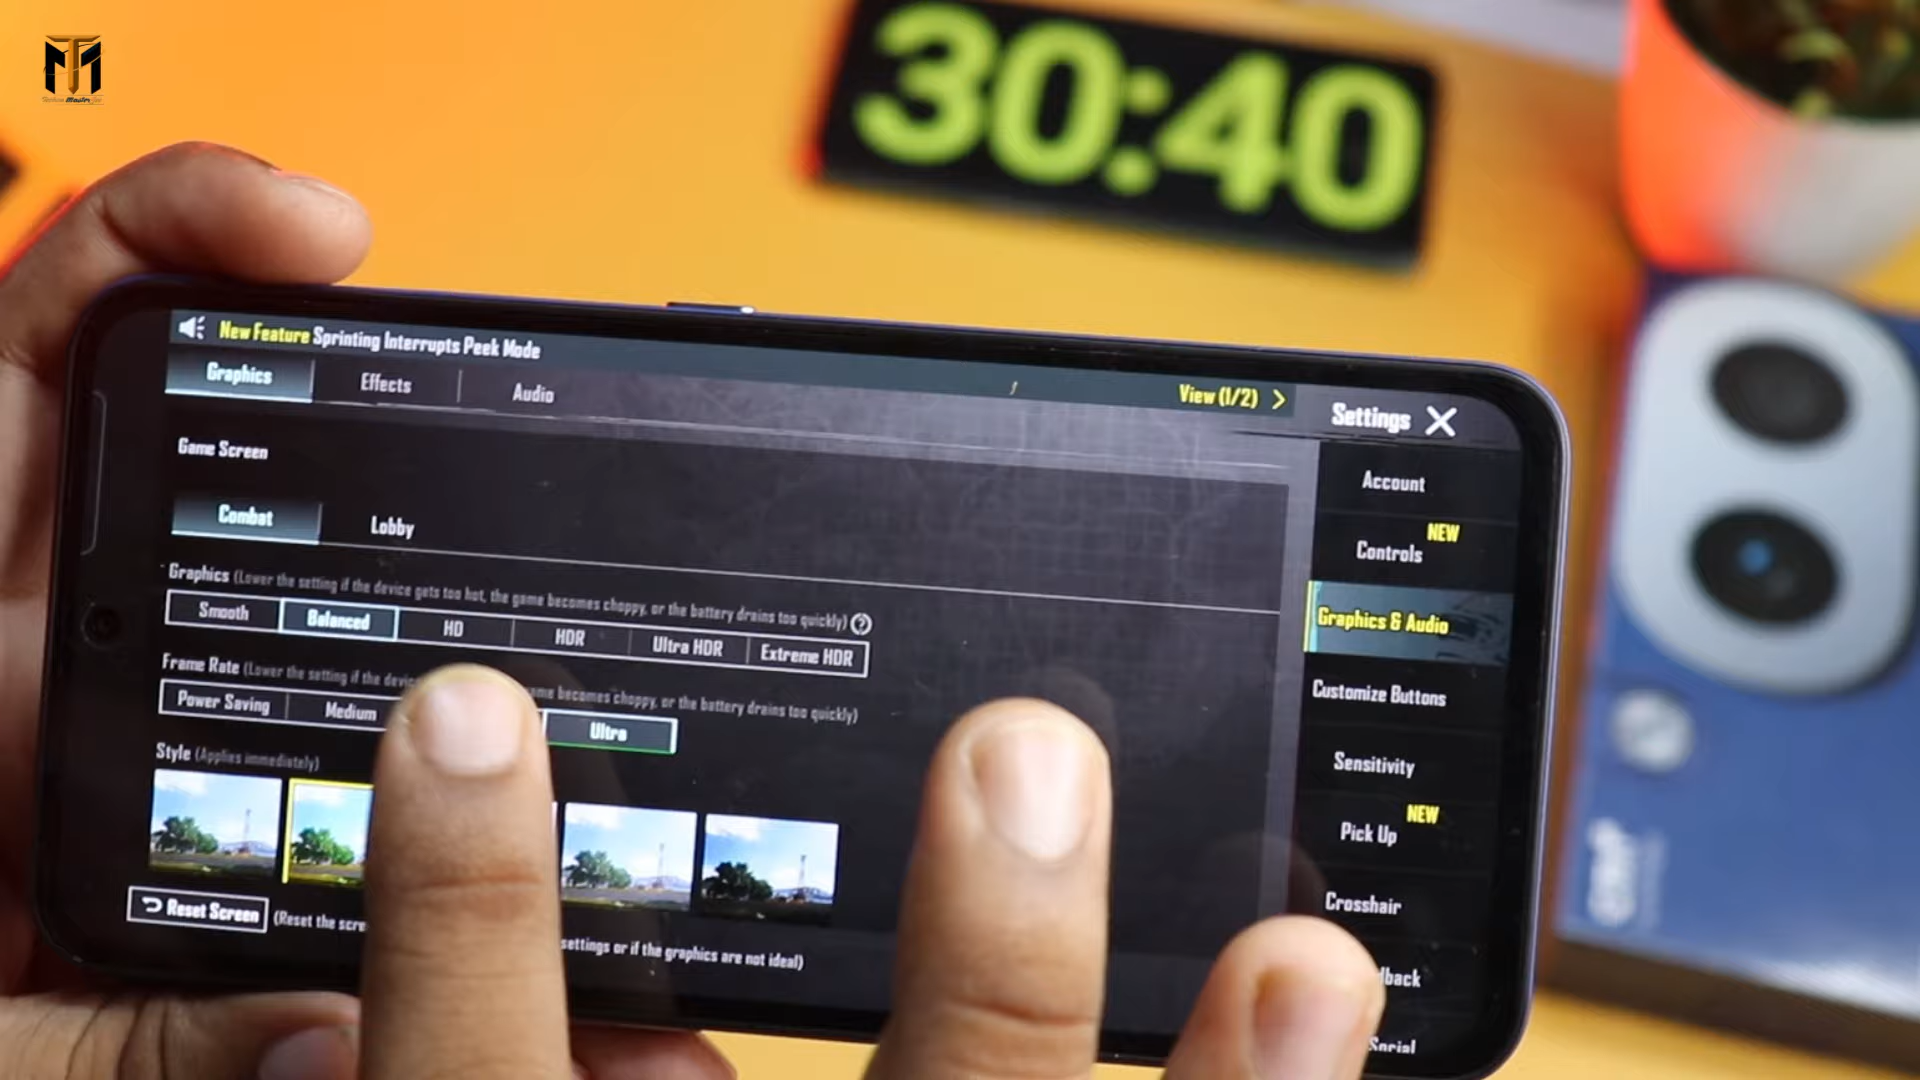 30:40
New Feature Sprinting Interrupts Peek Mode
View (1/2) >
Graphics
Effects
Audio
Settings X
Game Screen
Combat
Lobby
Graphics (Lower the setting if the device gets too hot, the game becomes choppy, or the battery drains too quickly) ?
Smooth
Balanced
HD
HDR
Ultra HDR
Extreme HDR
Frame Rate (Lower the setting if the becomes choppy, or the battery drains too quickly)
Power Saving
Medium
Ultra
Style (Applies immediately)
Reset Screen
(Reset the settings or if the graphics are not ideal)
Account
NEW
Controls
Graphics & Audio
Customize Buttons
Sensitivity
NEW
Pick Up
Crosshair